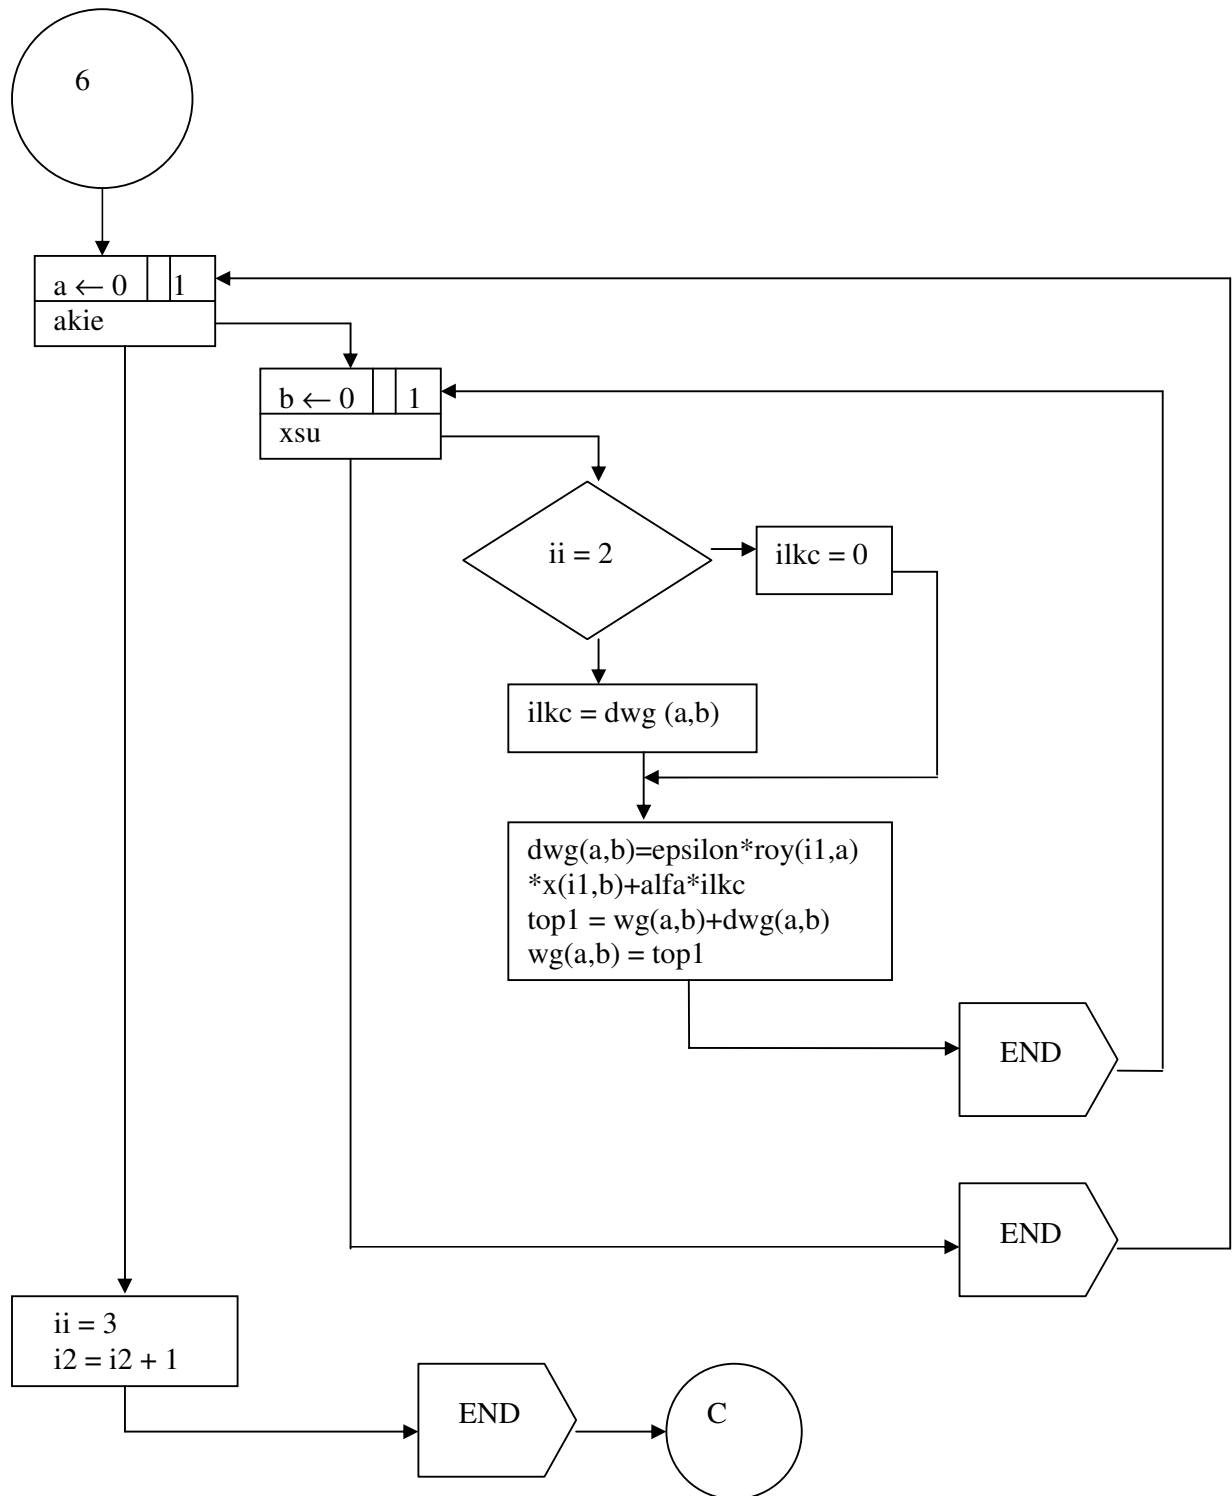 6
a ← 0 1
akie
b ← 0 1
xsu
ii = 2
ilkc = 0
ilkc = dwg (a,b)
dwg(a,b)=epsilon*roy(i1,a)
*x(i1,b)+alfa*ilkc
top1 = wg(a,b)+dwg(a,b)
wg(a,b) = top1
END
END
ii = 3
i2 = i2 + 1
END
C